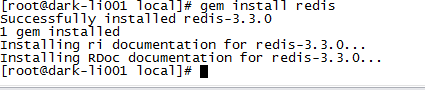 [root@dark-li001 local]# gem install redis
Successfully installed redis-3.3.0
1 gem installed
Installing ri documentation for redis-3.3.0...
Installing RDoc documentation for redis-3.3.0...
[root@dark-li001 local]#